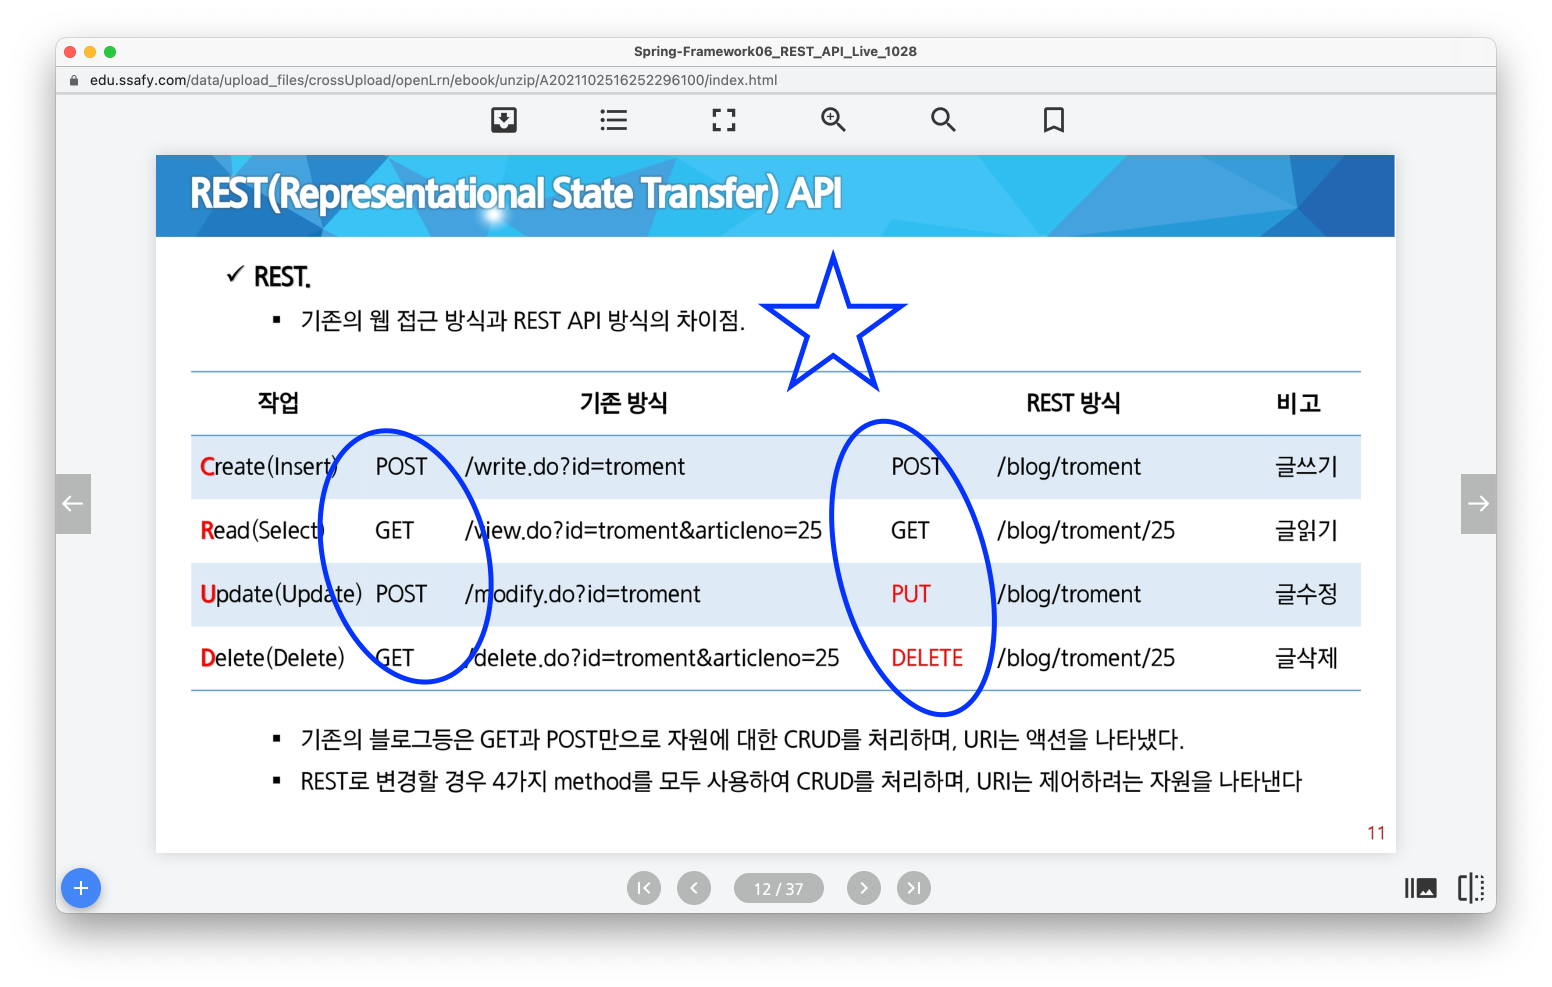 Spring-Framework06_REST_API_Live_1028
edu.ssafy.com/data/upload_files/crossUpload/openLrn/ebook/unzip/A2021102516252296100/index.html
REST(Representational State Transfer) API
✓ REST.
▪ 기존의 웹 접근 방식과 REST API 방식의 차이점.
작업 기존 방식 REST 방식 비고
Create(Insert) POST /write.do?id=troment POST /blog/troment 글쓰기
Read(Select) GET /view.do?id=troment&articleno=25 GET /blog/troment/25 글읽기
Update(Update) POST /modify.do?id=troment PUT /blog/troment 글수정
Delete(Delete) GET /delete.do?id=troment&articleno=25 DELETE /blog/troment/25 글삭제
▪ 기존의 블로그등은 GET과 POST만으로 자원에 대한 CRUD를 처리하며, URI는 액션을 나타냈다.
▪ REST로 변경할 경우 4가지 method를 모두 사용하여 CRUD를 처리하며, URI는 제어하려는 자원을 나타낸다
11
12 / 37